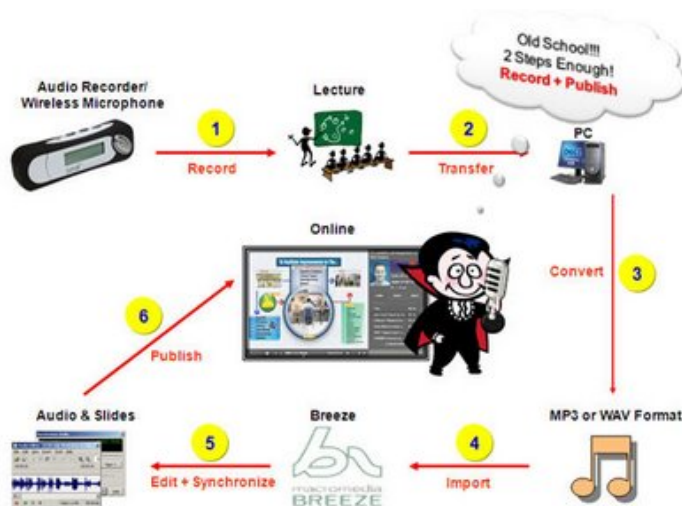 Old School!!!
2 Steps Enough!
Record + Publish
Audio Recorder/
Wireless Microphone
1
Record
Lecture
2
Transfer
PC
Online
Convert
3
6
Publish
Audio & Slides
5
Edit + Synchronize
Breeze
macromedia
BREEZE
4
Import
MP3 or WAV Format